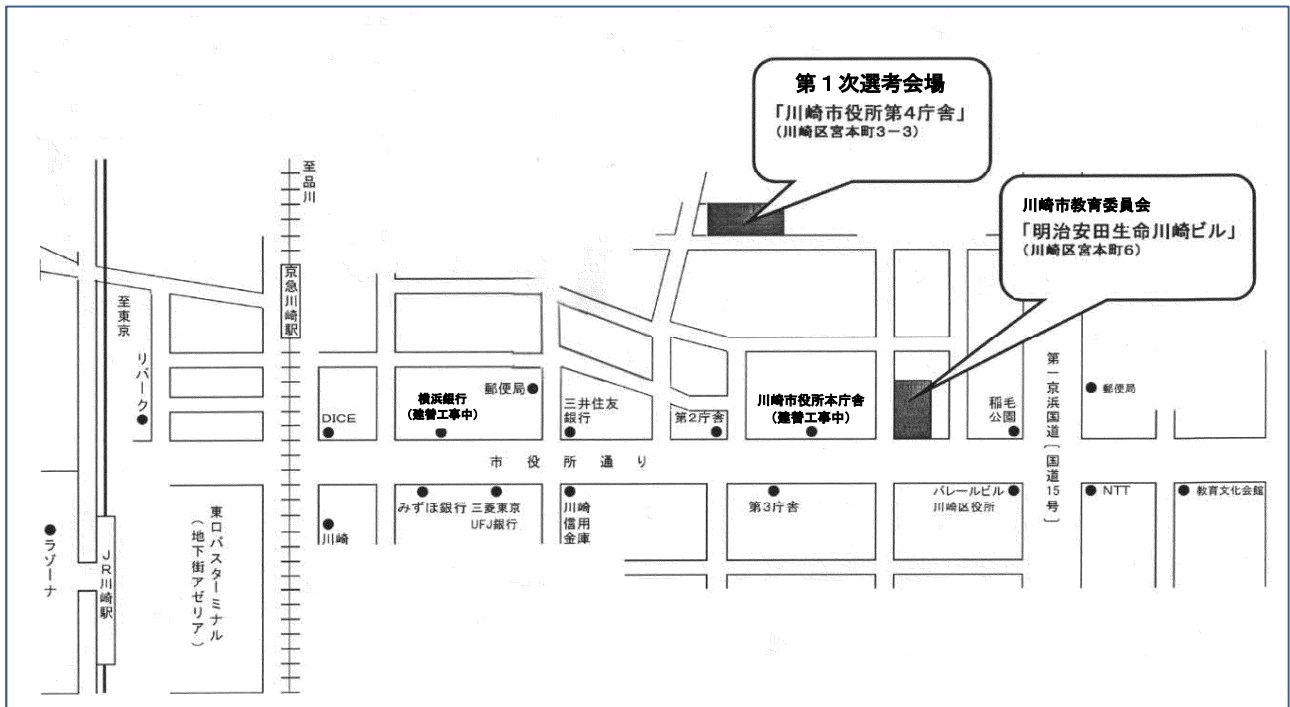 第１次選考会場
「川崎市役所第4庁舎」
（川崎区宮本町3－3）
川崎市教育委員会
「明治安田生命川崎ビル」
（川崎区宮本町6）
至品川
京急川崎駅
至東京
リバーク
DICE
横浜銀行
（建替工事中）
郵便局
三井住友
銀行
第2庁舎
川崎市役所本庁舎
（建替工事中）
稲毛
公園
第一京浜国道〔国道15号〕
郵便局
市役所通り
みずほ銀行
三菱東京
UFJ銀行
川崎
川崎
信用
金庫
第3庁舎
パレールビル
川崎区役所
NTT
教育文化会館
ラゾーナ
JR川崎駅
東口バスターミナル
（地下街アゼリア）